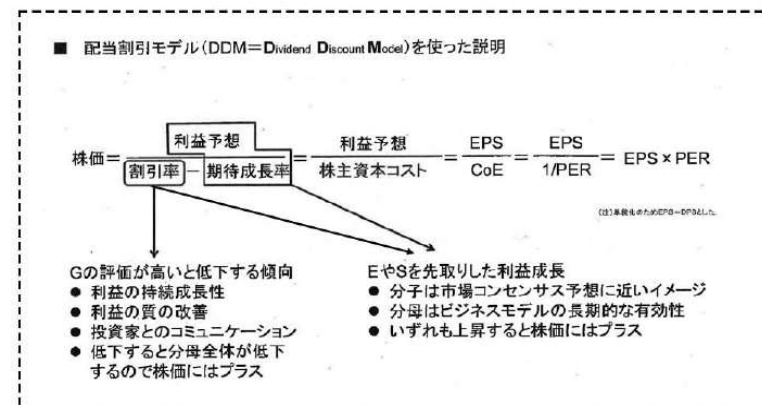 ■ 配当割引モデル(DDM=Dividend Discount Model)を使った説明
株価= 利益予想 / 割引率 − 期待成長率 = 利益予想 / 株主資本コスト = EPS / CoE = EPS / 1/PER = EPS × PER
(注)単純化のためEPS=DPSとした。
Gの評価が高いと低下する傾向
● 利益の持続成長性
● 利益の質の改善
● 投資家とのコミュニケーション
● 低下すると分母全体が低下
するので株価にはプラス
EやSを先取りした利益成長
● 分子は市場コンセンサス予想に近いイメージ
● 分母はビジネスモデルの長期的な有効性
● いずれも上昇すると株価にはプラス